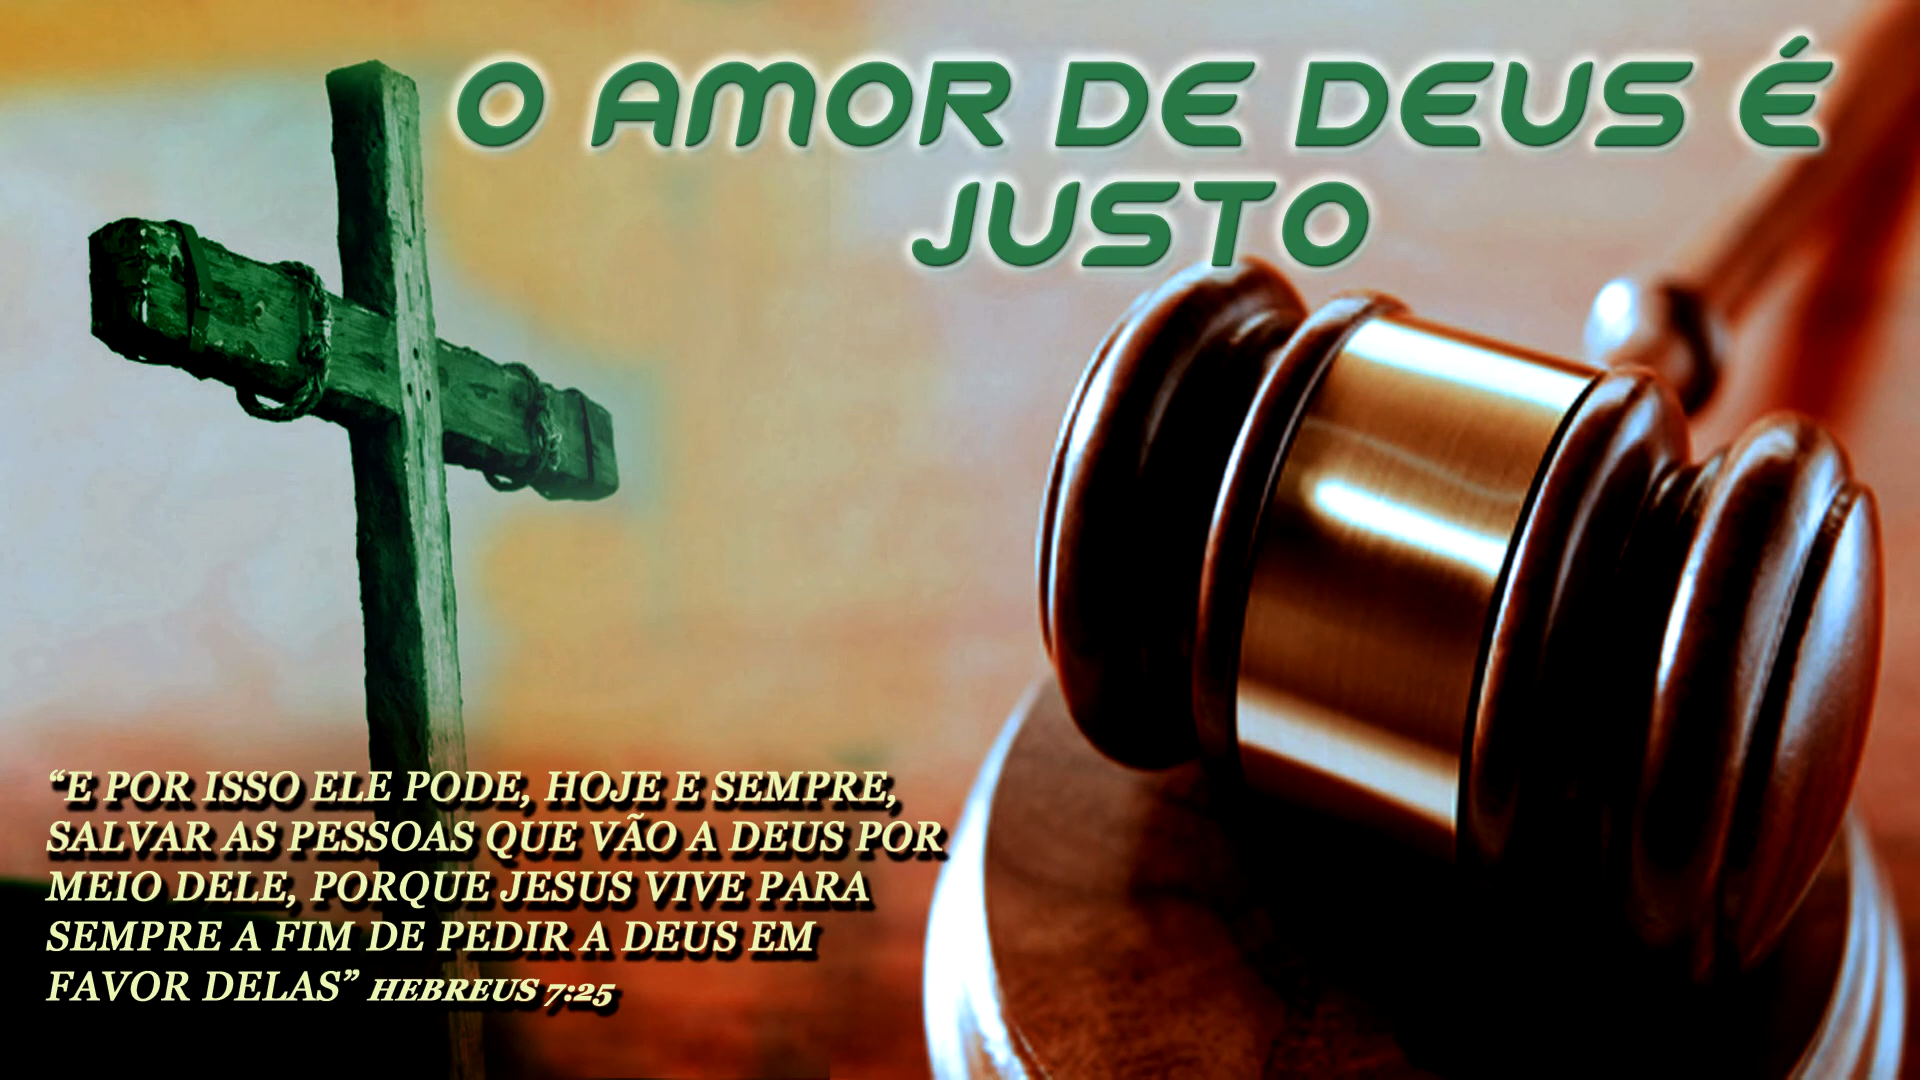 O AMOR DE DEUS É
JUSTO
“E POR ISSO ELE PODE, HOJE E SEMPRE,
SALVAR AS PESSOAS QUE VÃO A DEUS POR
MEIO DELE, PORQUE JESUS VIVE PARA
SEMPRE A FIM DE PEDIR A DEUS EM
FAVOR DELAS” HEBREUS 7:25